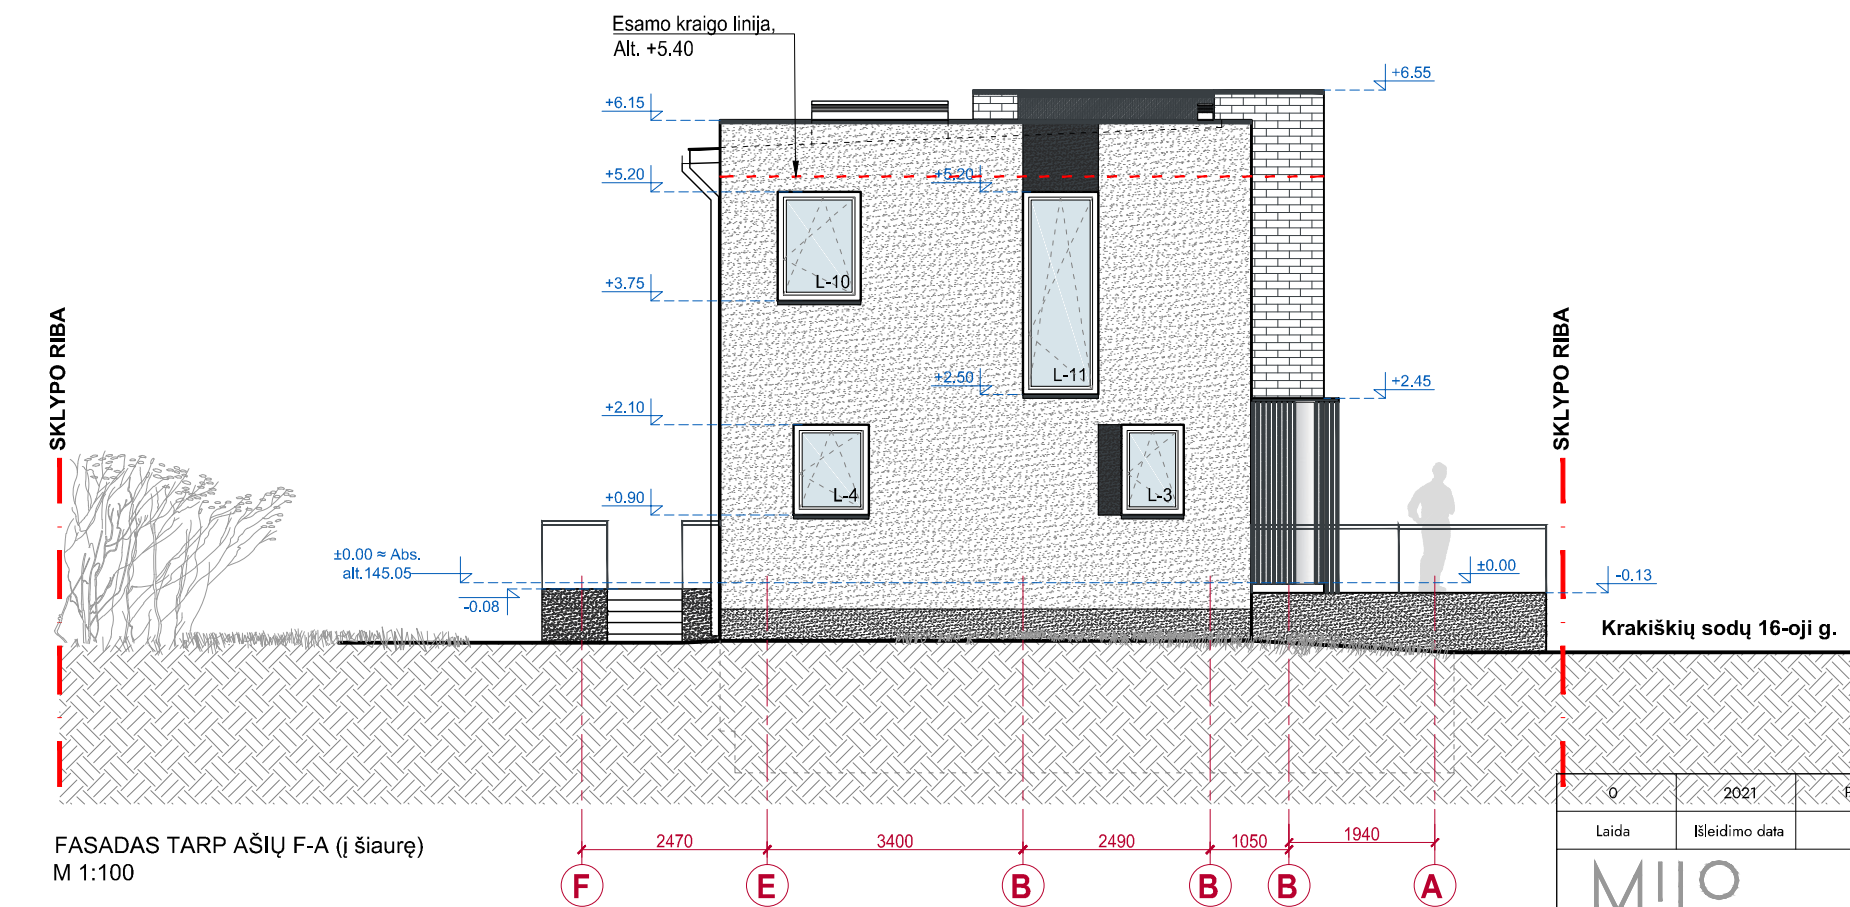 Esamo kraigo linija,
Alt. +5.40
+6.55
+6.15
+5.20
+5.20
L-10
+3.75
SKLYPO RIBA
SKLYPO RIBA
+2.50
L-11
+2.45
+2.10
+0.90
L-4
L-3
±0.00 ≈ Abs.
alt.145.05
±0.00
-0.08
-0.13
Krakiškių sodų 16-oji g.
0
2021
Laida
Išleidimo data
FASADAS TARP AŠIŲ F-A (į šiaurę)
M 1:100
2470
3400
2490
1050
1940
F
E
B
B
B
A
MIJO